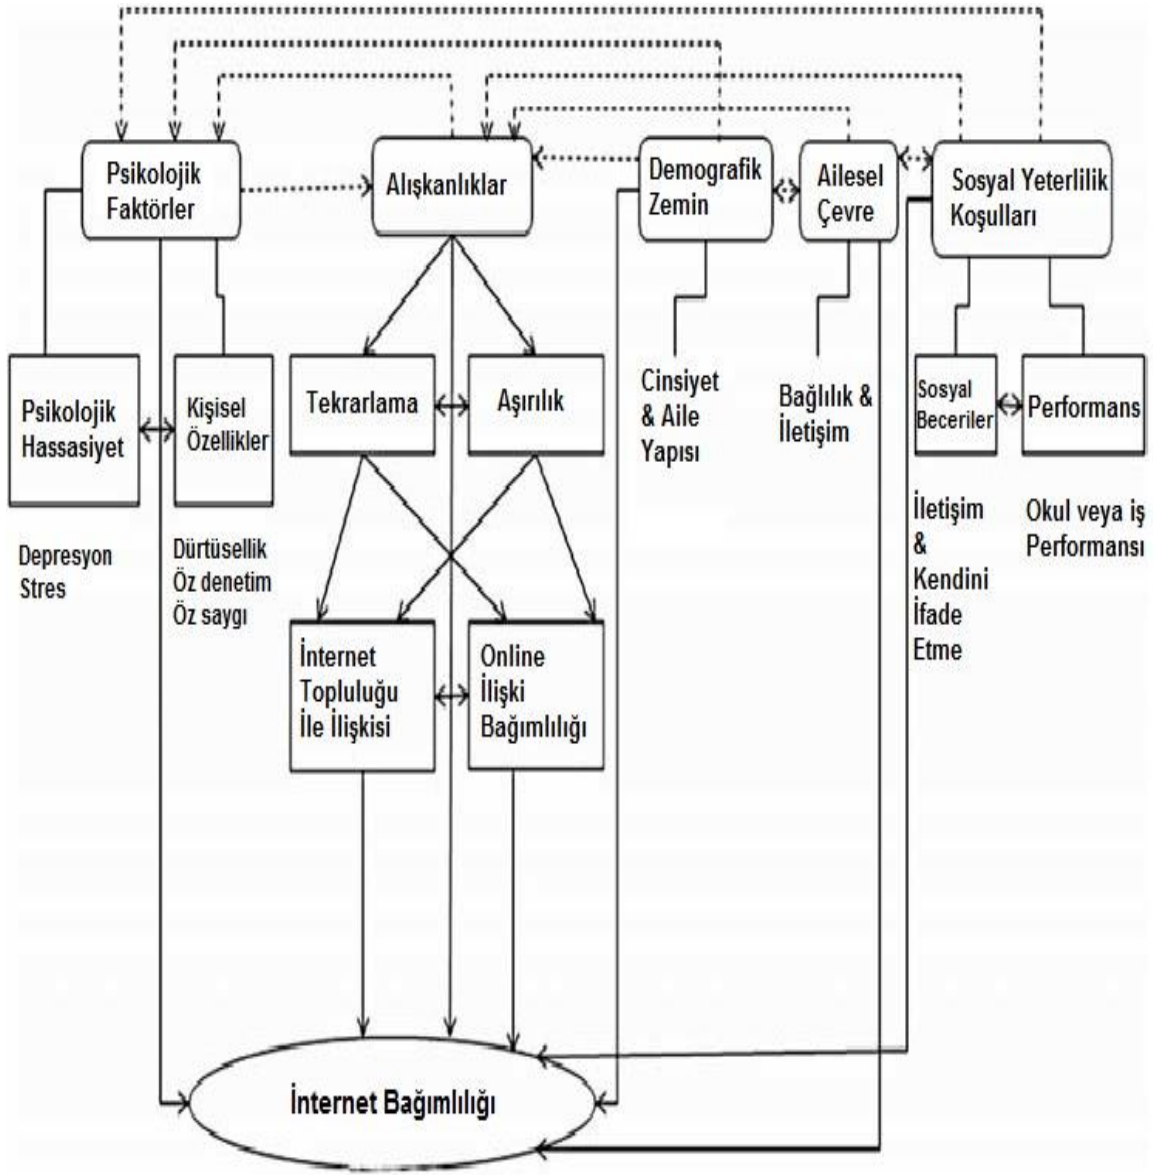 Psikolojik
Faktörler
Alışkanlıklar
Demografik
Zemin
Ailesel
Çevre
Sosyal Yeterlilik
Koşulları
Psikolojik
Hassasiyet
Kişisel
Özellikler
Tekrarlama
Aşırılık
Cinsiyet
& Aile
Yapısı
Bağlılık &
İletişim
Sosyal
Beceriler
Performans
Depresyon
Stres
Dürtüsellik
Öz denetim
Öz saygı
İletişim
&
Kendini
İfade
Etme
Okul veya iş
Performansı
İnternet
Topluluğu
İle İlişkisi
Online
İlişki
Bağımlılığı
İnternet Bağımlılığı